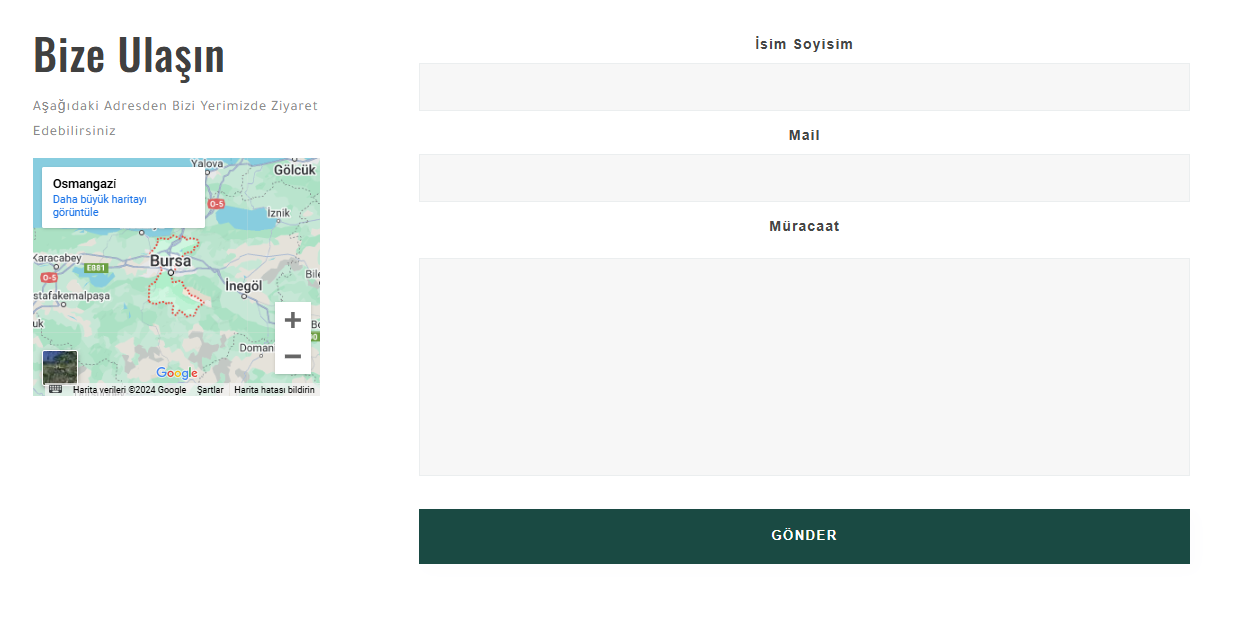 Bize Ulaşın
Aşağıdaki Adresden Bizi Yerimizde Ziyaret
Edebilirsiniz
Osmangazi
Daha büyük haritayı
görüntüle
Yalova
Gölcük
O-5
İznik
Karacabey
E881
Bursa
O-5
İnegöl
Bile
stafakemalpaşa
uk
Bo
Doman
Google
Harita verileri ©2024 Google
Şartlar
Harita hatası bildirin
İsim Soyisim
Mail
Müracaat
GÖNDER